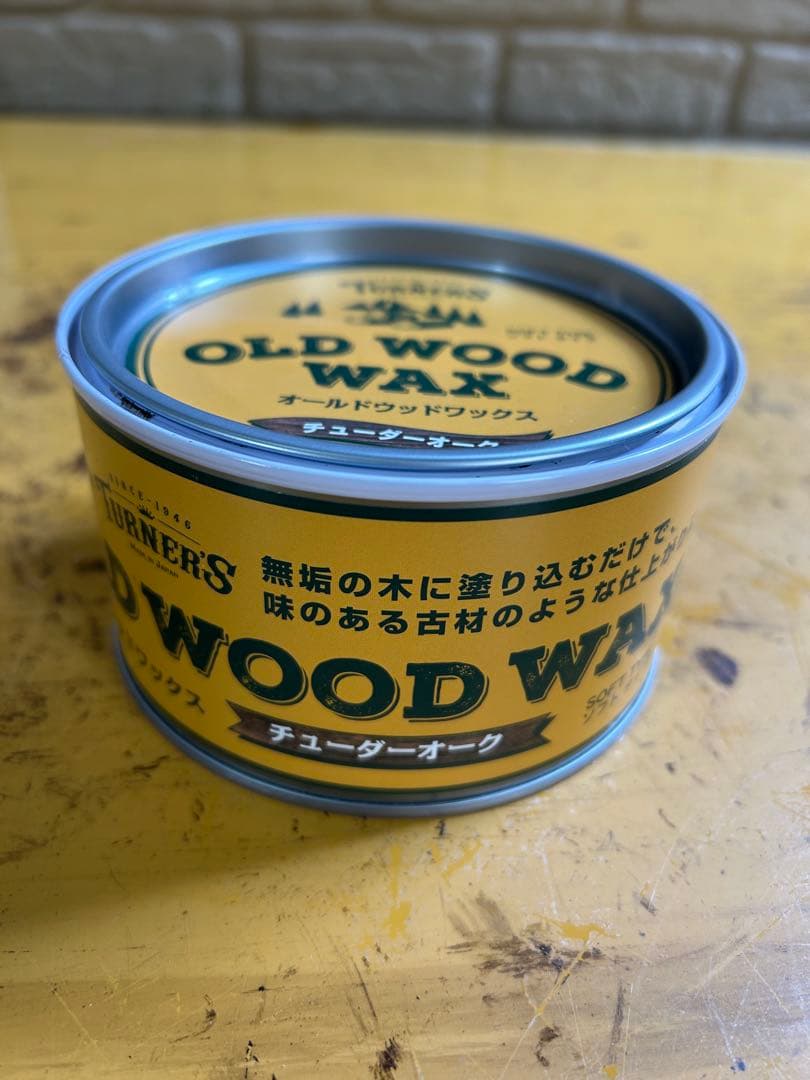 TURNER'S
OLD WOOD
WAX
オールドウッドワックス
チューダーオーク
SINCE-1946
TURNER'S
Made in Japan
無垢の木に塗り込むだけで、
味のある古材のような仕上がり
D WOOD WAX
ドワックス
チューダーオーク
SOFT